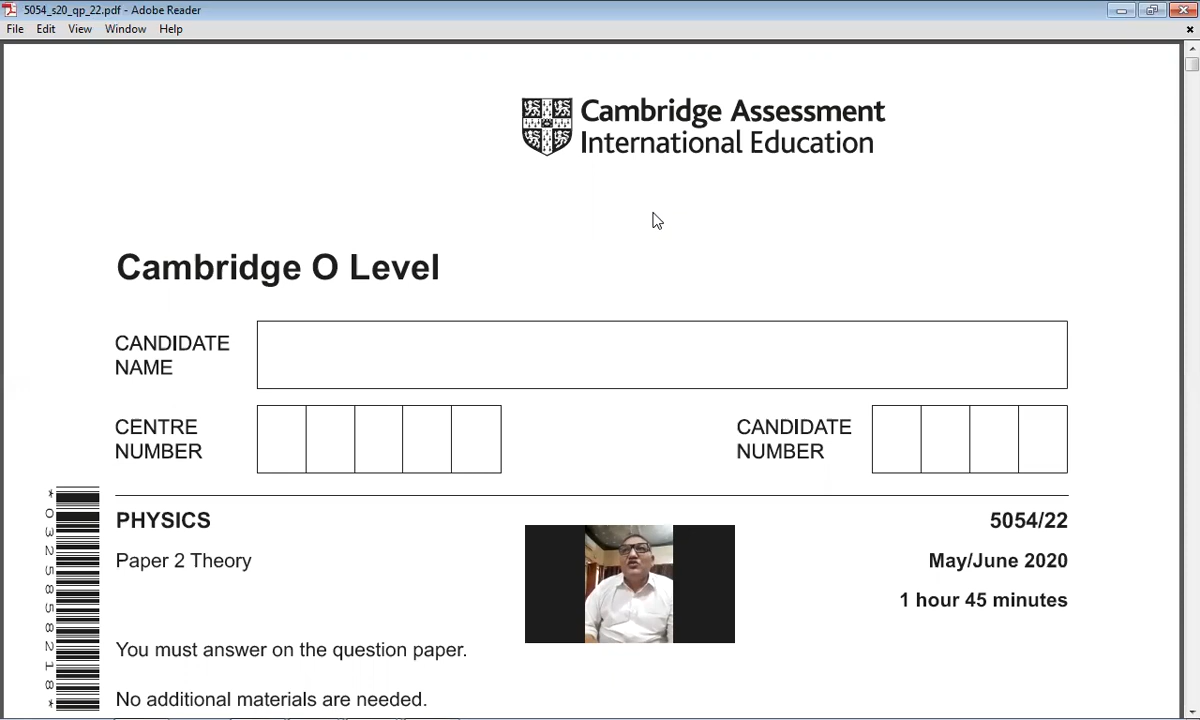 5054_s20_qp_22.pdf - Adobe Reader
File Edit View Window Help
Cambridge Assessment
International Education
Cambridge O Level
CANDIDATE
NAME
CENTRE
NUMBER
CANDIDATE
NUMBER
PHYSICS 5054/22
Paper 2 Theory May/June 2020
1 hour 45 minutes
You must answer on the question paper.
No additional materials are needed.
*0325858218*